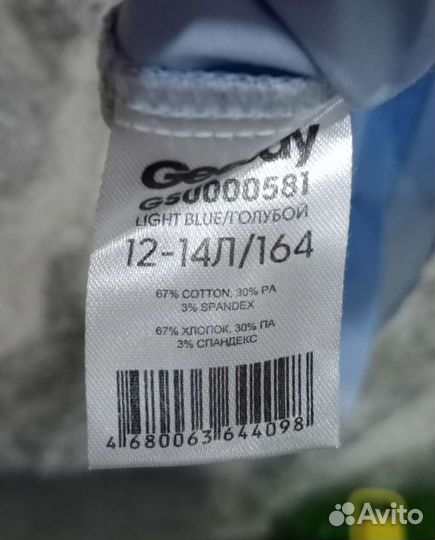 GS0000581
LIGHT BLUE/ГОЛУБОЙ
12-14Л/164
67% COTTON, 30% PA
3% SPANDEX
67% ХЛОПОК, 30% ПА
3% СПАНДЕКС
4 680063 644098
Avito